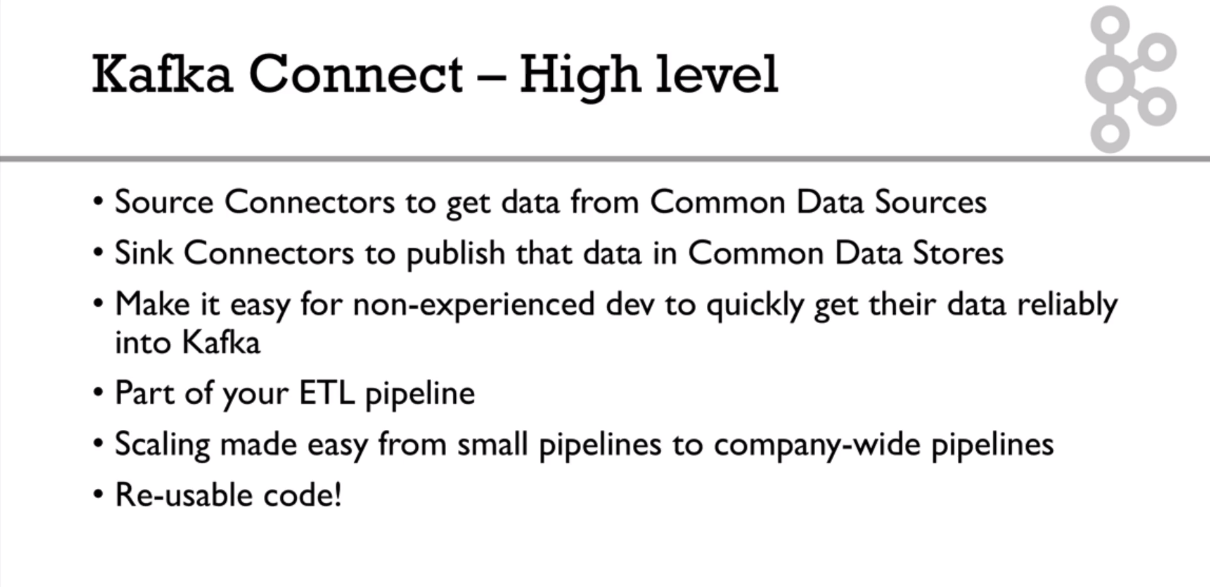 Kafka Connect – High level
• Source Connectors to get data from Common Data Sources
• Sink Connectors to publish that data in Common Data Stores
• Make it easy for non-experienced dev to quickly get their data reliably
into Kafka
• Part of your ETL pipeline
• Scaling made easy from small pipelines to company-wide pipelines
• Re-usable code!